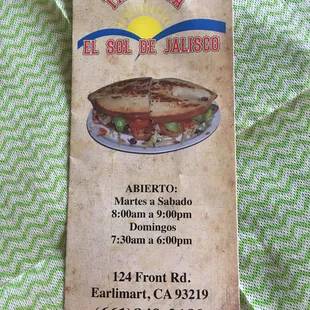 EL SOL DE JALISCO
ABIERTO:
Martes a Sabado
8:00am a 9:00pm
Domingos
7:30am a 6:00pm
124 Front Rd.
Earlimart, CA 93219